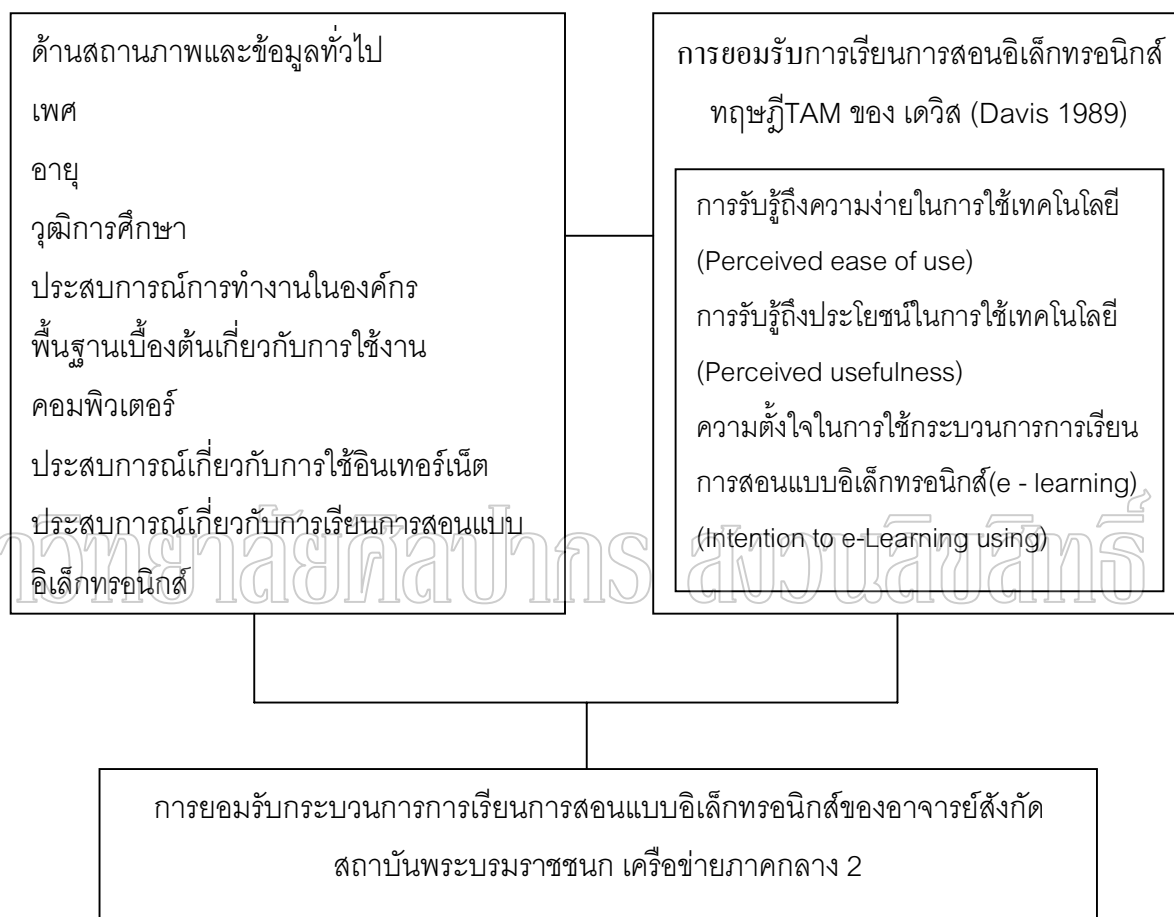 ด้านสถานภาพและข้อมูลทั่วไป
เพศ
อายุ
วุฒิการศึกษา
ประสบการณ์การทำงานในองค์กร
พื้นฐานเบื้องต้นเกี่ยวกับการใช้งาน
คอมพิวเตอร์
ประสบการณ์เกี่ยวกับการใช้อินเทอร์เน็ต
ประสบการณ์เกี่ยวกับการเรียนการสอนแบบ
อิเล็กทรอนิกส์
การยอมรับการเรียนการสอนอิเล็กทรอนิกส์
ทฤษฎีTAM ของ เดวิส (Davis 1989)
การรับรู้ถึงความง่ายในการใช้เทคโนโลยี
(Perceived ease of use)
การรับรู้ถึงประโยชน์ในการใช้เทคโนโลยี
(Perceived usefulness)
ความตั้งใจในการใช้กระบวนการการเรียน
การสอนแบบอิเล็กทรอนิกส์(e - learning)
(Intention to e-Learning using)
าวิทยาลัยศิลปากร สงวนลิขสิทธิ์
การยอมรับกระบวนการการเรียนการสอนแบบอิเล็กทรอนิกส์ของอาจารย์สังกัด
สถาบันพระบรมราชชนก เครือข่ายภาคกลาง 2